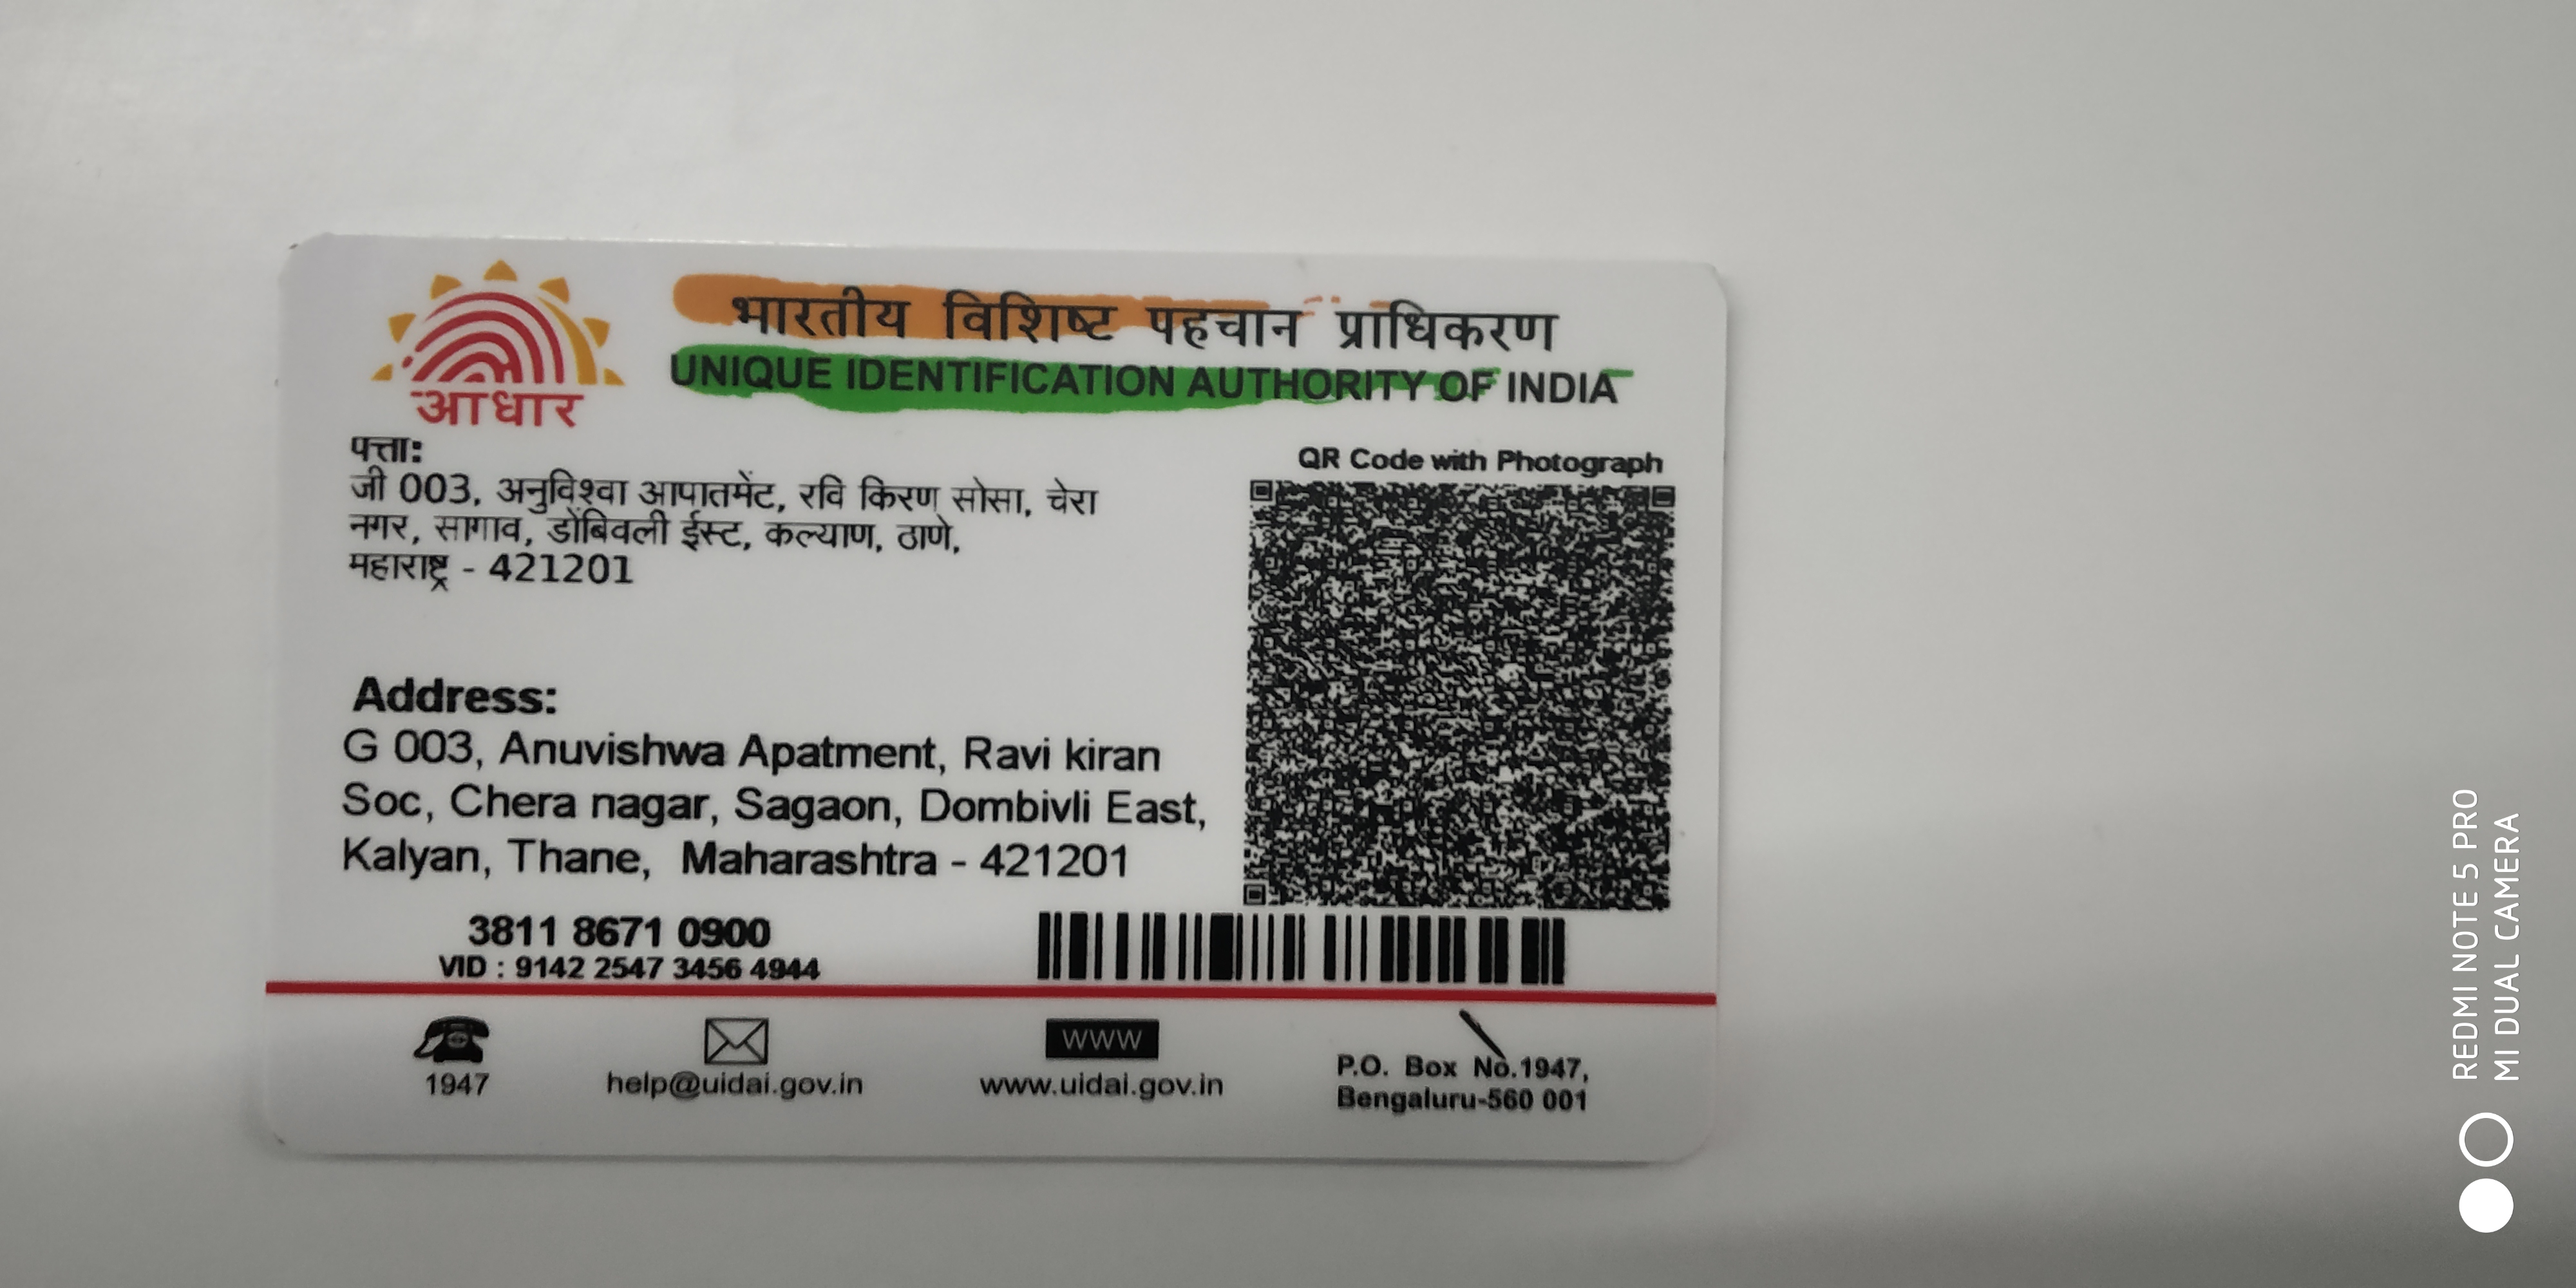 भारतीय विशिष्ट पहचान प्राधिकरण
UNIQUE IDENTIFICATION AUTHORITY OF INDIA
आधार
पत्ता:
जी 003, अनुविश्वा आपातमेंट, रवि किरण सोसा, चेरा
नगर, सागाव, डोंबिवली ईस्ट, कल्याण, ठाणे,
महाराष्ट्र - 421201
QR Code with Photograph
Address:
G 003, Anuvishwa Apatment, Ravi kiran
Soc, Chera nagar, Sagaon, Dombivli East,
Kalyan, Thane, Maharashtra - 421201
3811 8671 0900
VID : 9142 2547 3456 4944
1947
help@uidai.gov.in
WWW
www.uidai.gov.in
P.O. Box No.1947,
Bengaluru-560 001
REDMI NOTE 5 PRO
MI DUAL CAMERA